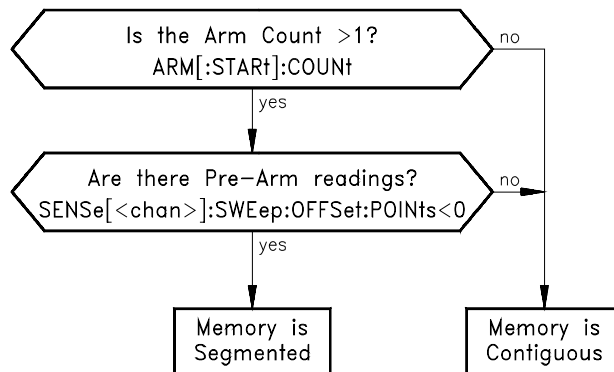 Is the Arm Count >1?
ARM[:STARt]:COUNt
no
yes
Are there Pre-Arm readings?
SENSe[<chan>]:SWEep:OFFSet:POINts<0
no
yes
Memory is
Segmented
Memory is
Contiguous